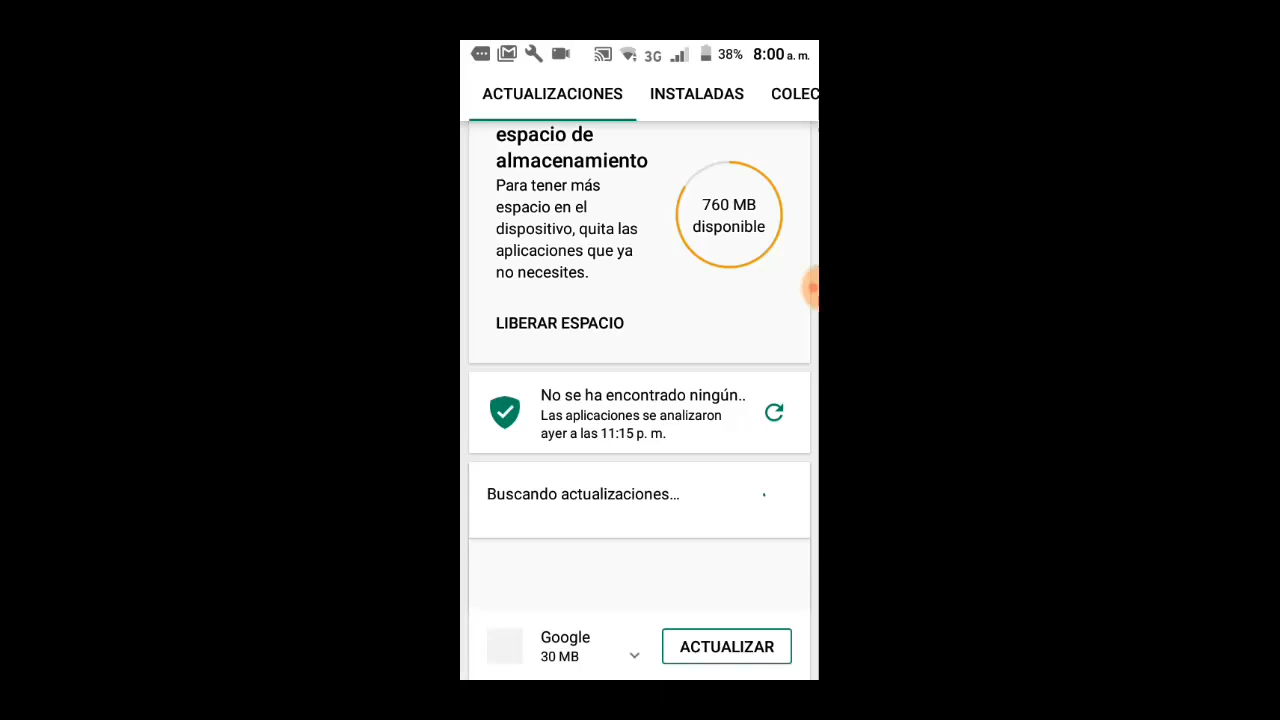 3G 38% 8:00 a. m.
ACTUALIZACIONES INSTALADAS COLEC
espacio de
almacenamiento
Para tener más
espacio en el
dispositivo, quita las
aplicaciones que ya
no necesites.
760 MB
disponible
LIBERAR ESPACIO
No se ha encontrado ningún..
Las aplicaciones se analizaron
ayer a las 11:15 p. m.
Buscando actualizaciones...
Google
30 MB
ACTUALIZAR